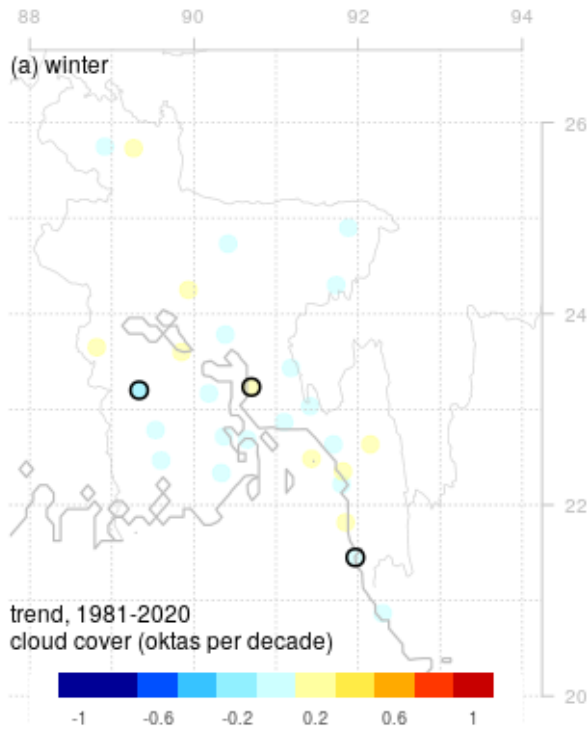 88 90 92 94
(a) winter
26
24
22
trend, 1981-2020
cloud cover (oktas per decade)
20
-1 -0.6 -0.2 0.2 0.6 1